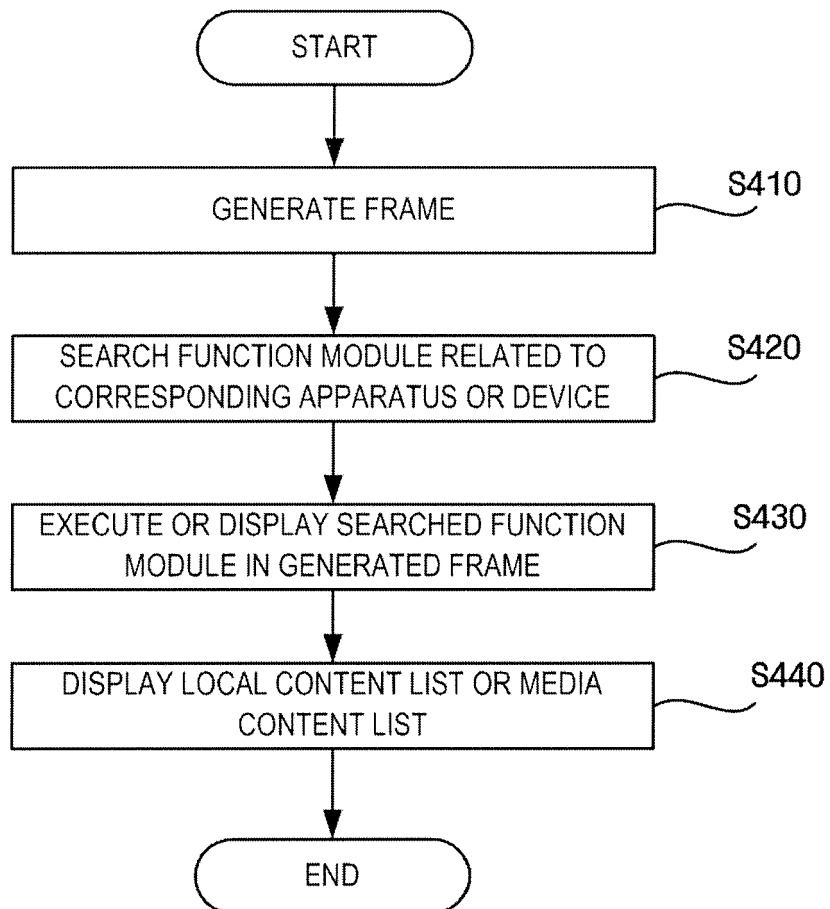 START
GENERATE FRAME
S410
SEARCH FUNCTION MODULE RELATED TO
CORRESPONDING APPARATUS OR DEVICE
S420
EXECUTE OR DISPLAY SEARCHED FUNCTION
MODULE IN GENERATED FRAME
S430
DISPLAY LOCAL CONTENT LIST OR MEDIA
CONTENT LIST
S440
END